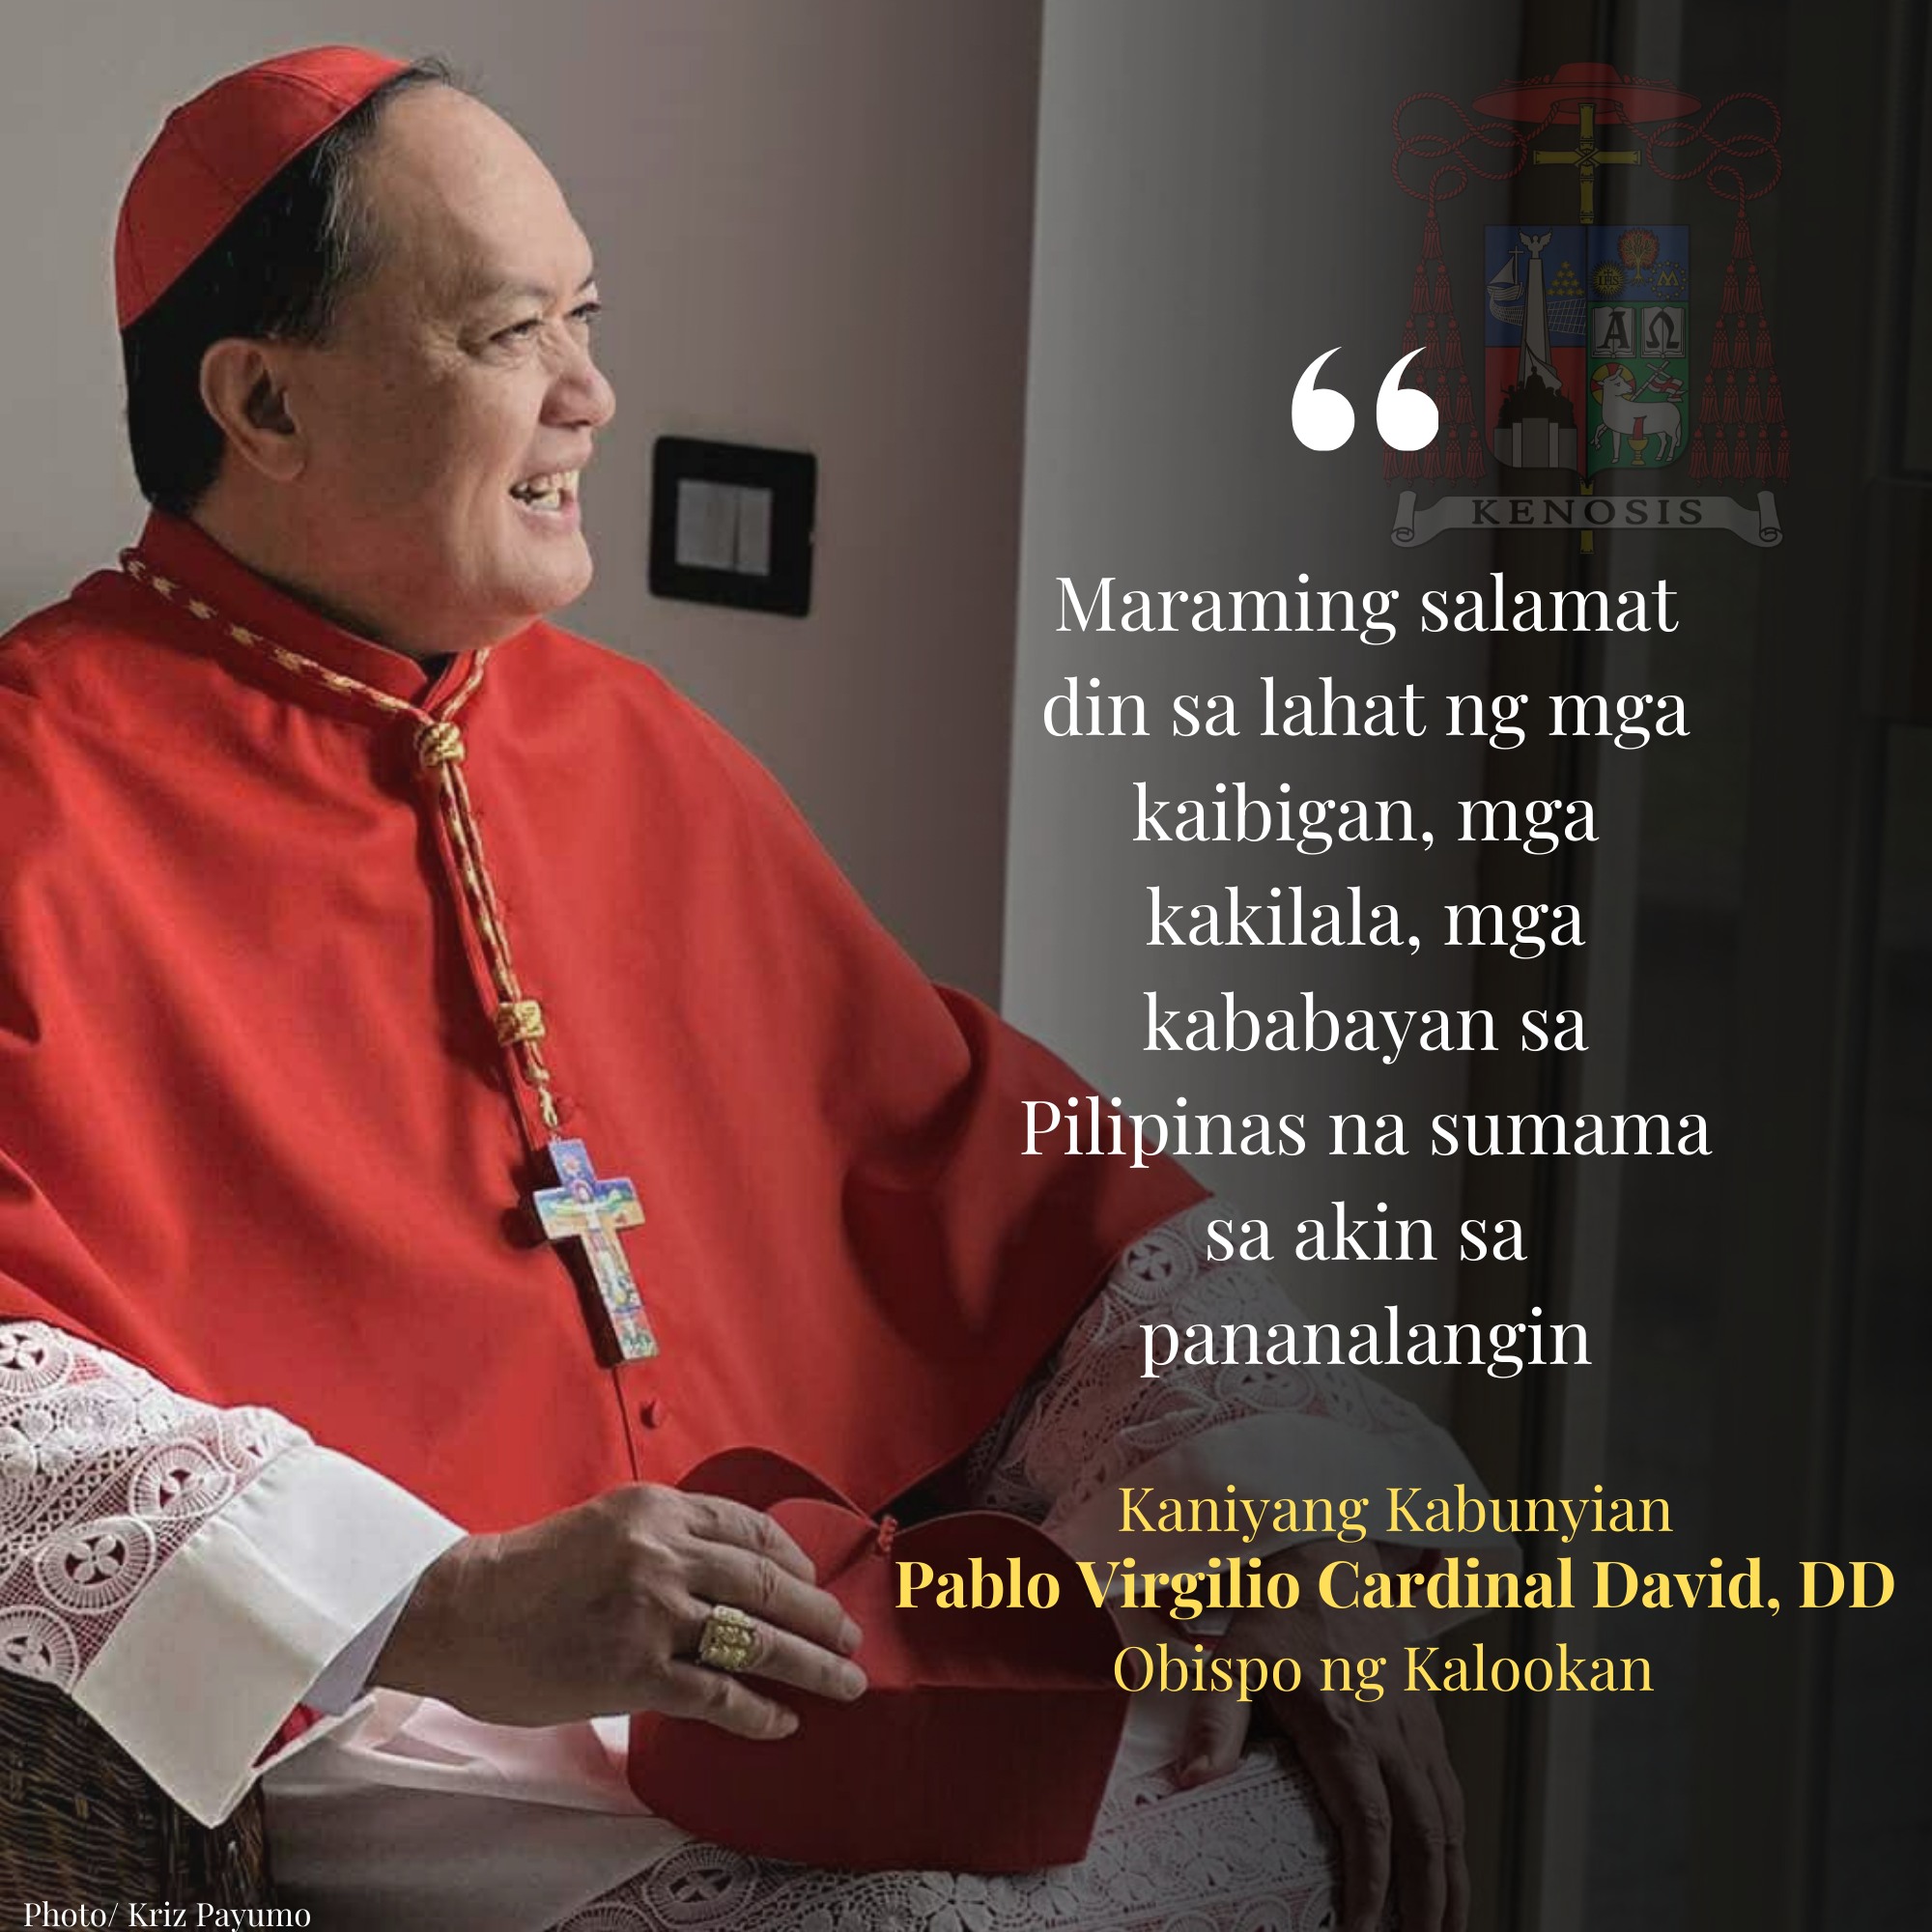 KENOSIS
IHS
M
A Ω
“
Maraming salamat
din sa lahat ng mga
kaibigan, mga
kakilala, mga
kababayan sa
Pilipinas na sumama
sa akin sa
pananalangin
Kaniyang Kabunyian
Pablo Virgilio Cardinal David, DD
Obispo ng Kalookan
Photo/ Kriz Payumo